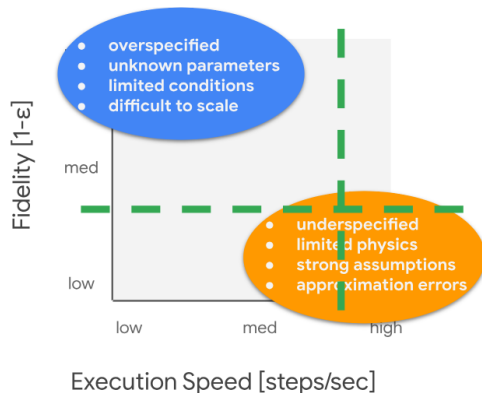 overspecified
unknown parameters
limited conditions
difficult to scale
Fidelity [1-ε]
med
low
underspecified
limited physics
strong assumptions
approximation errors
low
med
high
Execution Speed [steps/sec]